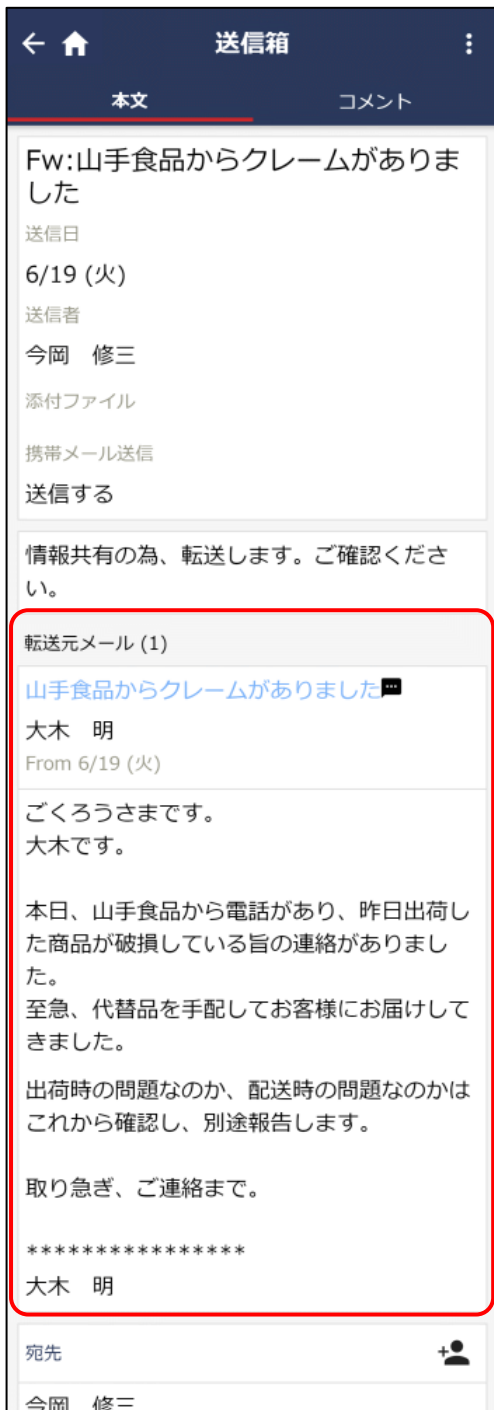 送信箱
本文 コメント
Fw:山手食品からクレームがありま
した
送信日
6/19 (火)
送信者
今岡　修三
添付ファイル
携帯メール送信
送信する
情報共有の為、転送します。ご確認くださ
い。
転送元メール (1)
山手食品からクレームがありました
大木　明
From 6/19 (火)
ごくろうさまです。
大木です。
本日、山手食品から電話があり、昨日出荷し
た商品が破損している旨の連絡がありまし
た。
至急、代替品を手配してお客様にお届けして
きました。
出荷時の問題なのか、配送時の問題なのかは
これから確認し、別途報告します。
取り急ぎ、ご連絡まで。
****************
大木　明
宛先
今岡　修三